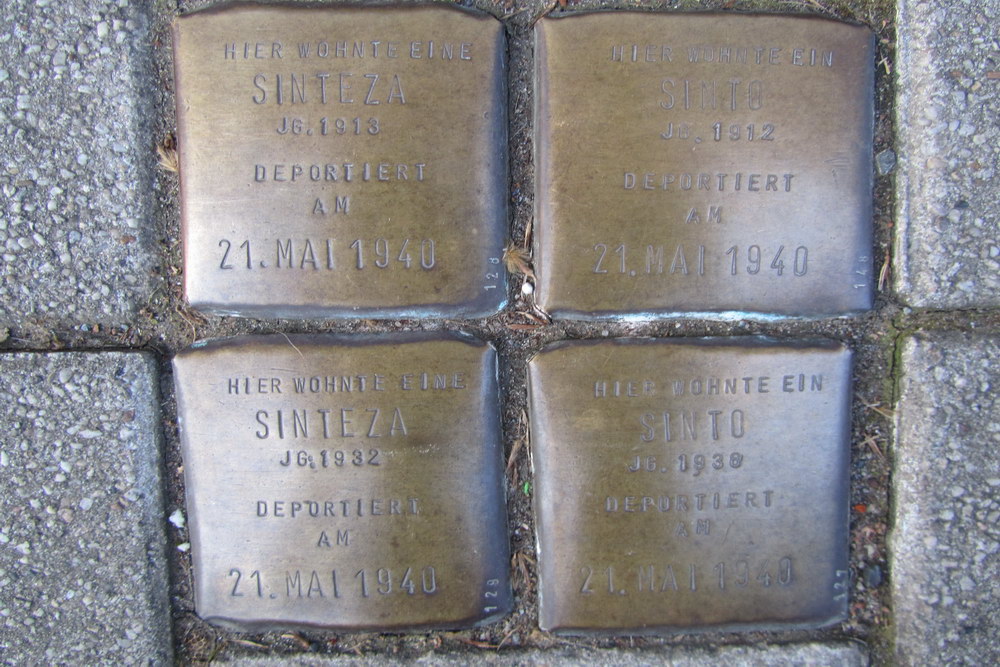 HIER WOHNTE EINE
SINTEZA
JG. 1913
DEPORTIERT
AM
21. MAI 1940
HIER WOHNTE EIN
SINTO
JG. 1912
DEPORTIERT
AM
21. MAI 1940
148
HIER WOHNTE EINE
SINTEZA
JG. 1932
DEPORTIERT
AM
21. MAI 1940
128
HIER WOHNTE EIN
SINTO
JG. 1938
DEPORTIERT
AM
21. MAI 1940